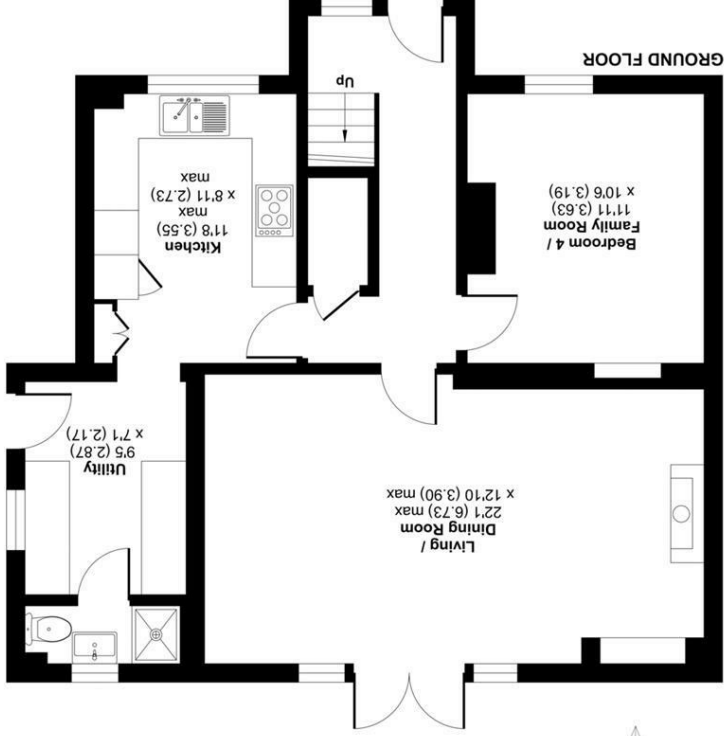 Living /
Dining Room
22'1 (6.73) max
x 12'10 (3.90) max
Utility
9'5 (2.87)
x 7'1 (2.17)
Bedroom 4 /
Family Room
11'11 (3.63)
x 10'6 (3.19)
Kitchen
11'8 (3.55)
max
x 8'11 (2.73)
max
Up
GROUND FLOOR